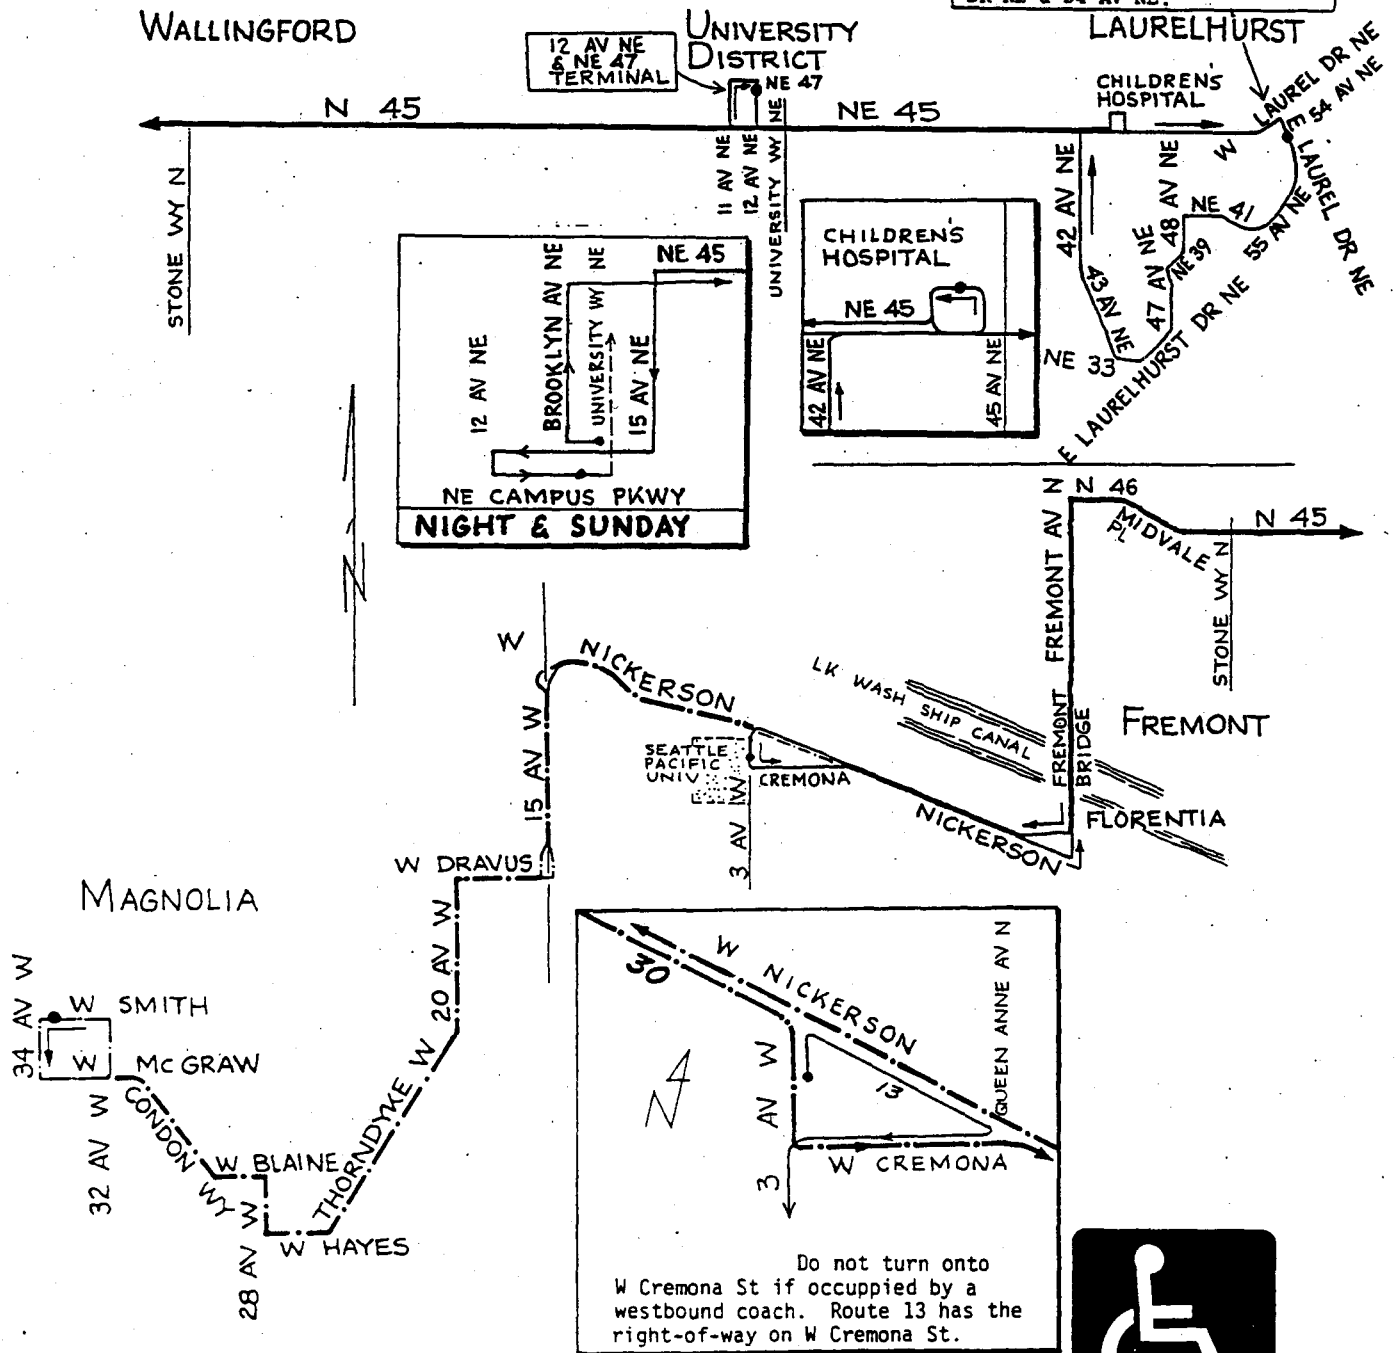 WALLINGFORD
UNIVERSITY
DISTRICT
LAURELHURST
12 AV NE
& NE 47
TERMINAL
NE 47
CHILDREN'S
HOSPITAL
LAUREL DR NE
E 54 AV NE
N 45
NE 45
W
LAUREL DR NE
STONE WY N
11 AV NE
12 AV NE
UNIVERSITY WY NE
42 AV NE
48 AV NE
NE 41
55 AV NE
NE 39
47 AV NE
43 AV NE
NE 33
E LAURELHURST DR NE
CHILDREN'S
HOSPITAL
NE 45
42 AV NE
45 AV NE
NE 45
12 AV NE
BROOKLYN AV NE
UNIVERSITY WY NE
15 AV NE
NE CAMPUS PKWY
NIGHT & SUNDAY
N
FREMONT AV N
N 46
MIDVALE
PL
N 45
STONE WY N
FREMONT
LK WASH SHIP CANAL
FREMONT
BRIDGE
FLORENTIA
NICKERSON
W
NICKERSON
SEATTLE
PACIFIC
UNIV
CREMONA
3 AV W
15 AV W
W DRAVUS
MAGNOLIA
20 AV W
34 AV W
W SMITH
W McGRAW
32 AV W
CONDON WY
W BLAINE
28 AV W
W HAYES
THORNDYKE W
30
W NICKERSON
QUEEN ANNE AV N
13
N
3 AV W
W CREMONA
Do not turn onto
W Cremona St if occuppied by a
westbound coach. Route 13 has the
right-of-way on W Cremona St.